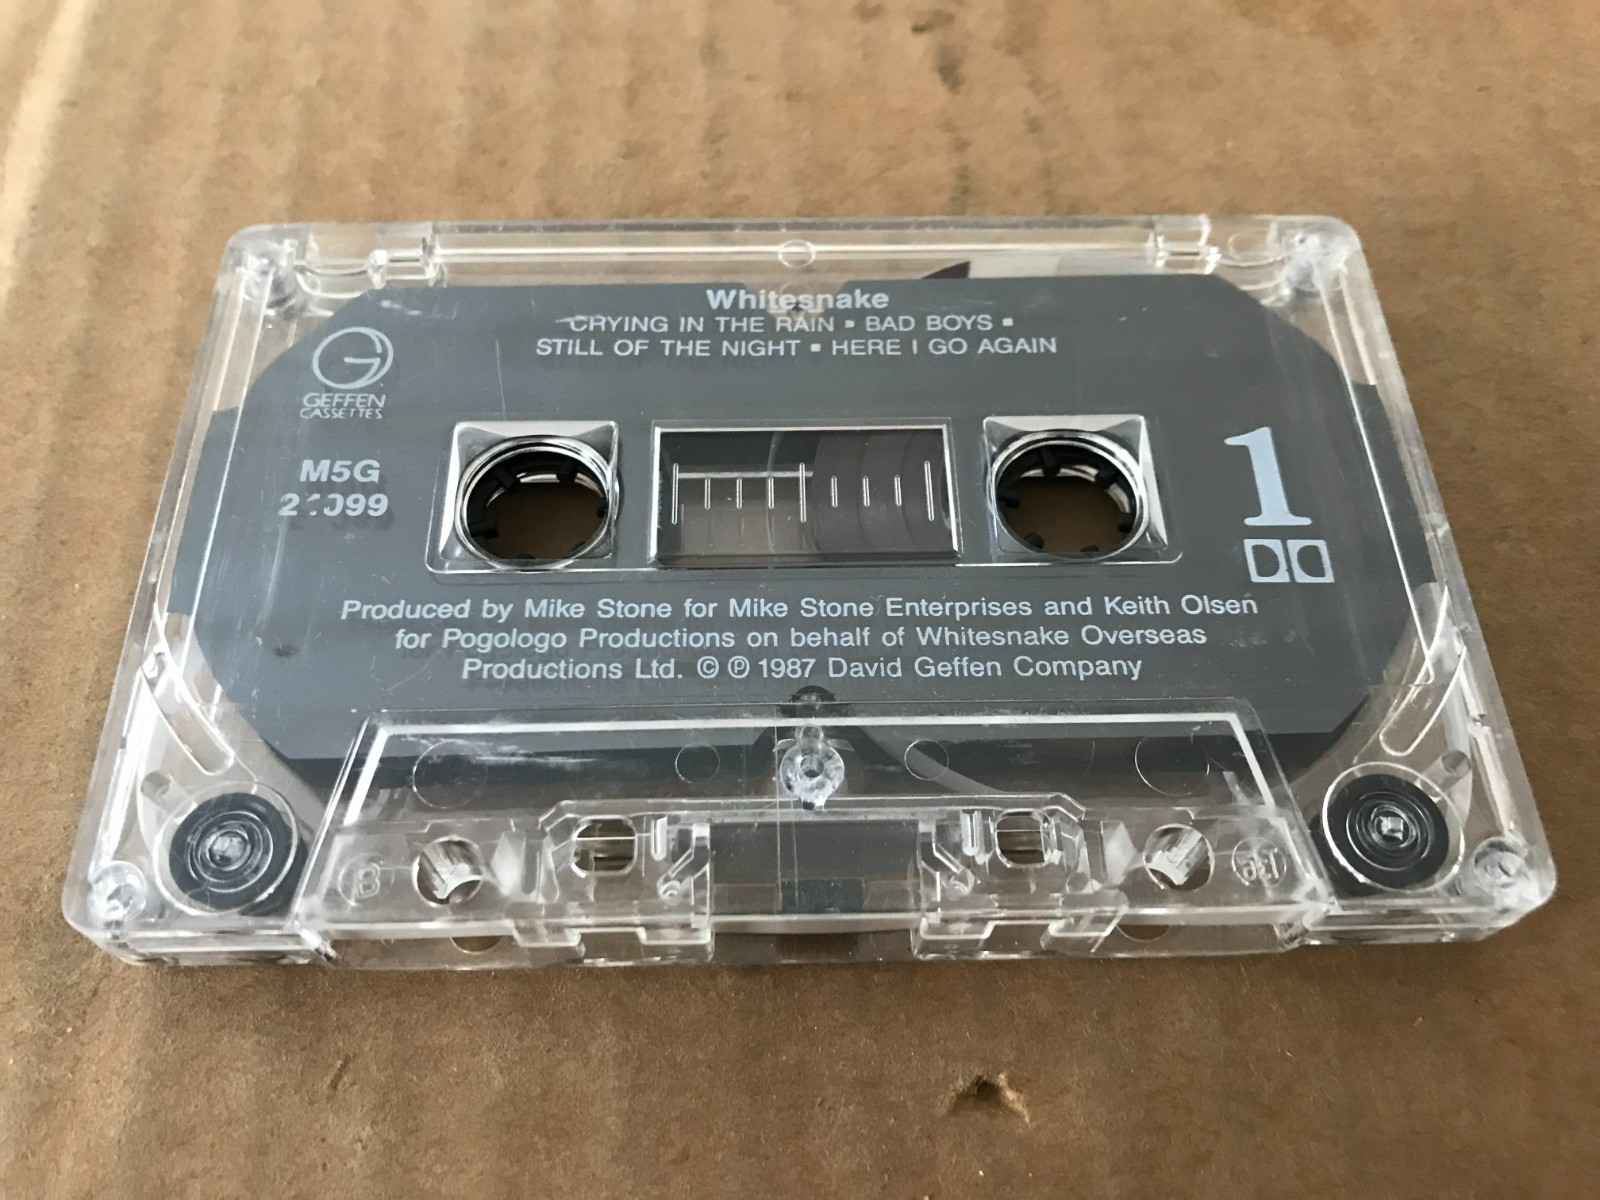 Whitesnake
CRYING IN THE RAIN ▪ BAD BOYS ▪
STILL OF THE NIGHT ▪ HERE I GO AGAIN
G
GEFFEN
CASSETTES
M5G
1
Produced by Mike Stone for Mike Stone Enterprises and Keith Olsen
for Pogologo Productions on behalf of Whitesnake Overseas
Productions Ltd. © ℗ 1987 David Geffen Company
B